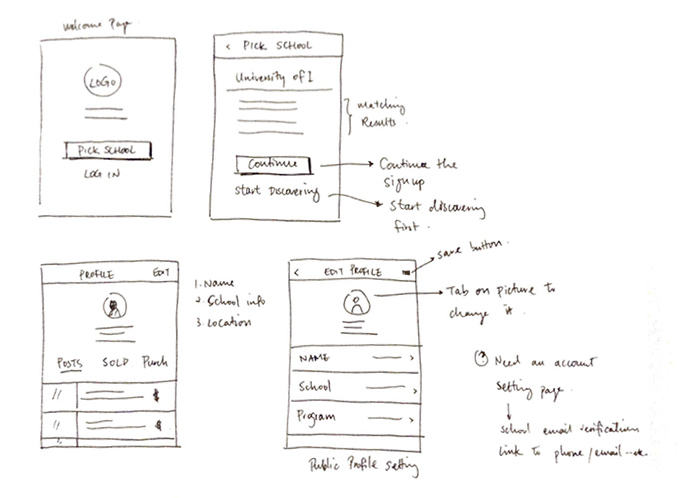 Welcome Page
LOGO
PICK SCHOOL
LOG IN
< PICK SCHOOL
University of I
Matching
Results.
Continue
Start Discovering
Continue the
sign up
Start discovering
first.
PROFILE EDIT
POSTS SOLD Purch
$
$
1. Name
2. School info
3. Location
< EDIT PROFILE
save button.
Tab on picture to
change it
NAME >
School >
Program >
Public Profile Setting
? Need an account
setting page.
school email verification
link to phone/email...etc.